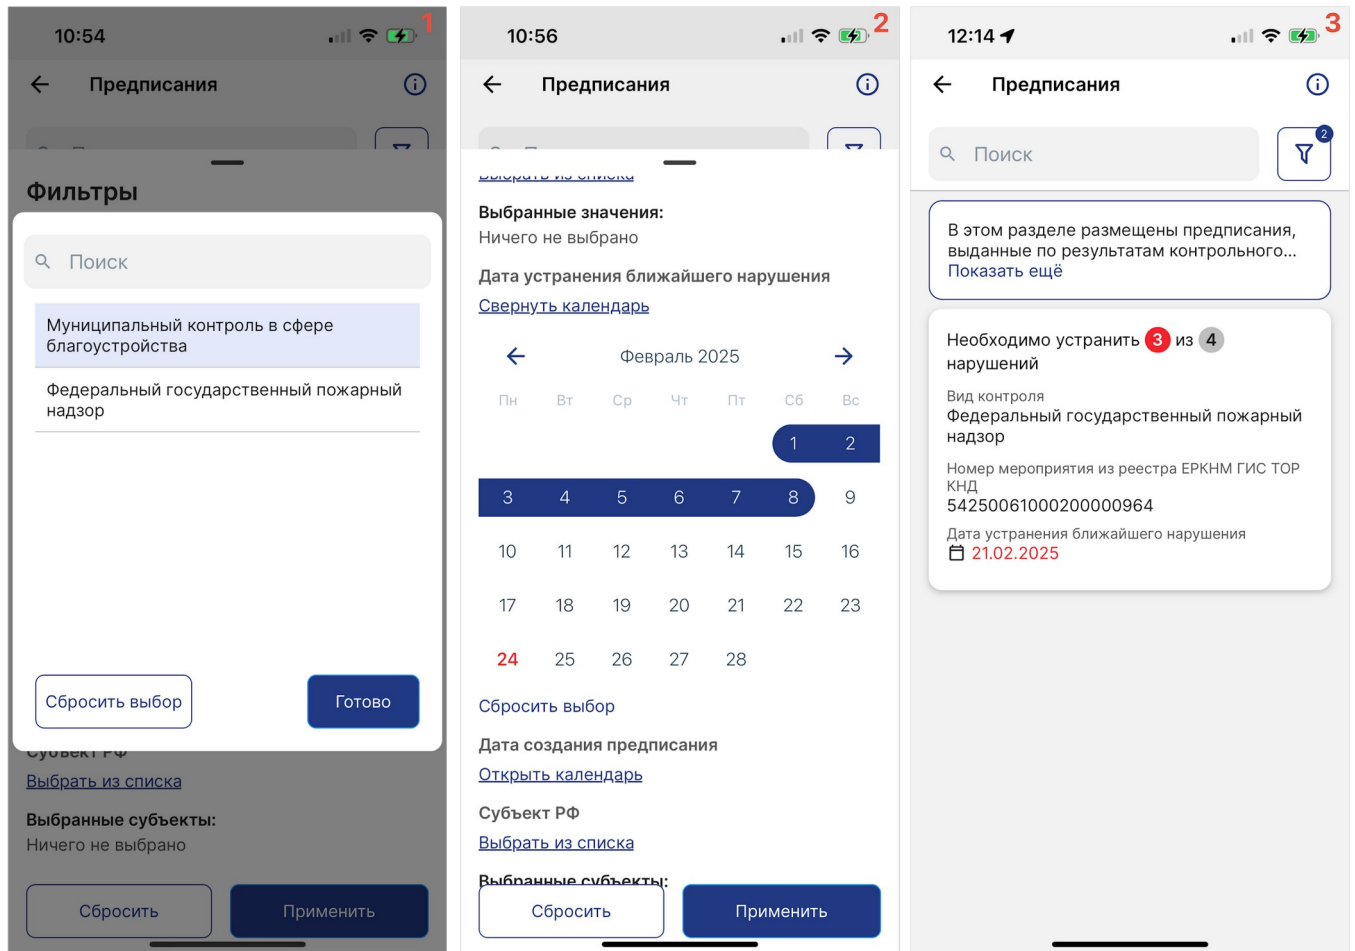 10:54
1
Предписания
Фильтры
Поиск
Муниципальный контроль в сфере
благоустройства
Федеральный государственный пожарный
надзор
Сбросить выбор
Готово
Субъект РФ
Выбрать из списка
Выбранные субъекты:
Ничего не выбрано
Сбросить
Применить
10:56
2
Предписания
Выбрать из списка
Выбранные значения:
Ничего не выбрано
Дата устранения ближайшего нарушения
Свернуть календарь
Февраль 2025
Пн Вт Ср Чт Пт Сб Вс
1 2
3 4 5 6 7 8 9
10 11 12 13 14 15 16
17 18 19 20 21 22 23
24 25 26 27 28
Сбросить выбор
Дата создания предписания
Открыть календарь
Субъект РФ
Выбрать из списка
Выбранные субъекты:
Сбросить
Применить
12:14
3
Предписания
Поиск
2
В этом разделе размещены предписания,
выданные по результатам контрольного...
Показать ещё
Необходимо устранить 3 из 4
нарушений
Вид контроля
Федеральный государственный пожарный
надзор
Номер мероприятия из реестра ЕРКНМ ГИС ТОР
КНД
54250061000200000964
Дата устранения ближайшего нарушения
21.02.2025